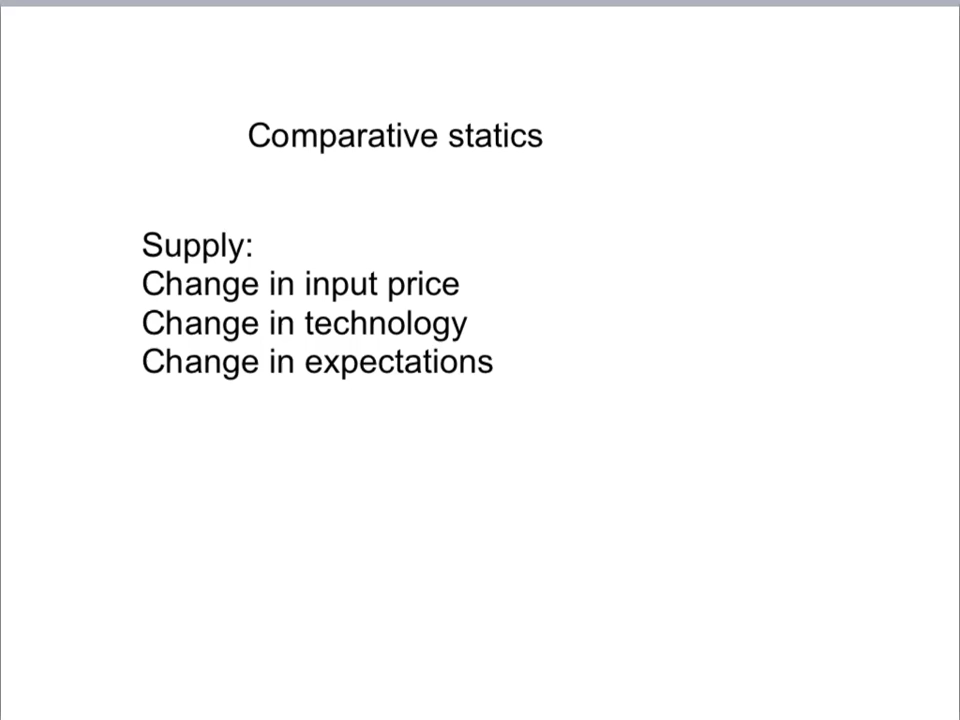 Comparative statics
Supply:
Change in input price
Change in technology
Change in expectations